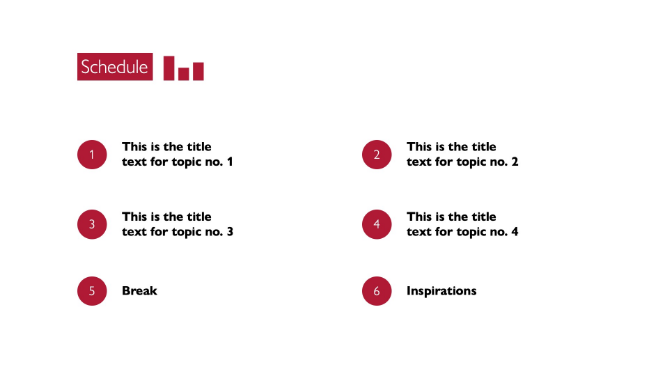 Schedule
1
This is the title
text for topic no. 1
2
This is the title
text for topic no. 2
3
This is the title
text for topic no. 3
4
This is the title
text for topic no. 4
5
Break
6
Inspirations